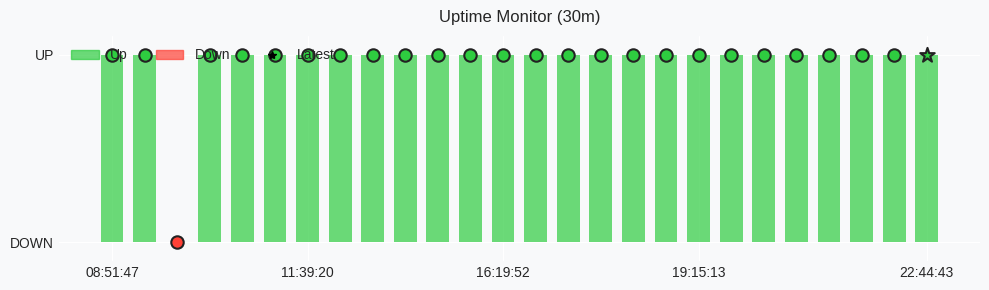 Uptime Monitor (30m)
UP
Up Down Latest
DOWN
08:51:47 11:39:20 16:19:52 19:15:13 22:44:43